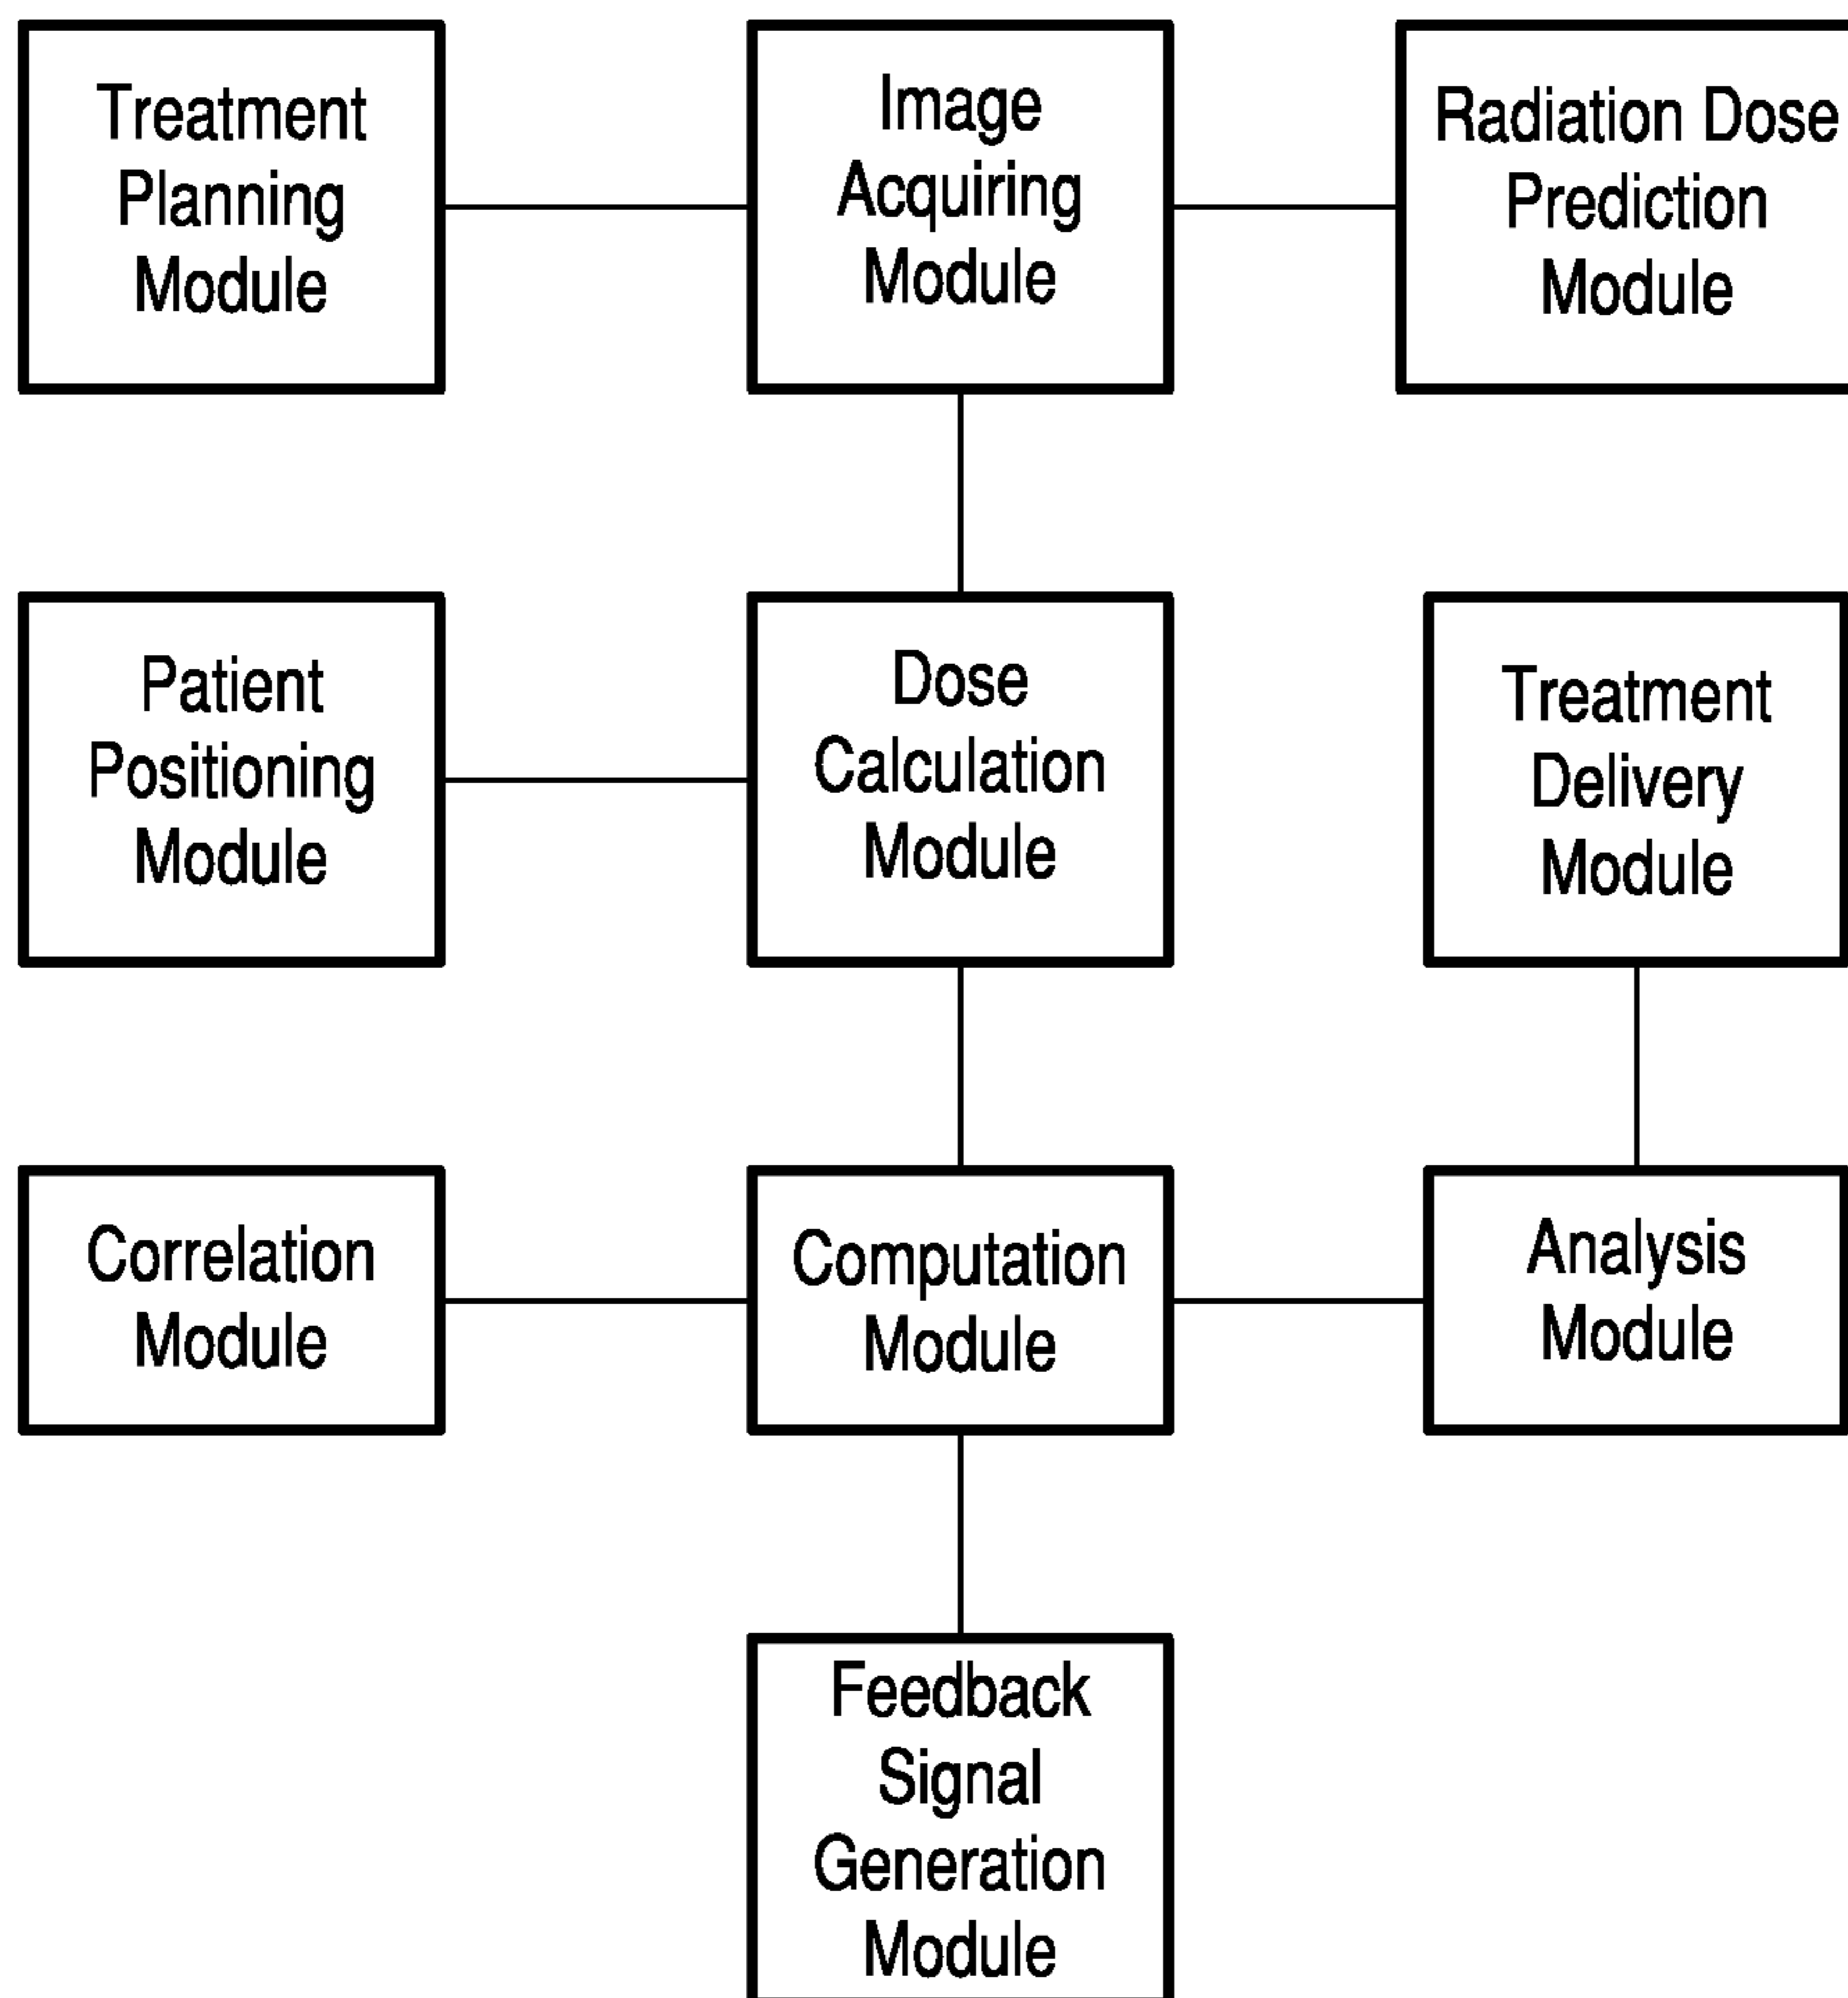 Treatment
Planning
Module
Image
Acquiring
Module
Radiation Dose
Prediction
Module
Patient
Positioning
Module
Dose
Calculation
Module
Treatment
Delivery
Module
Correlation
Module
Computation
Module
Analysis
Module
Feedback
Signal
Generation
Module